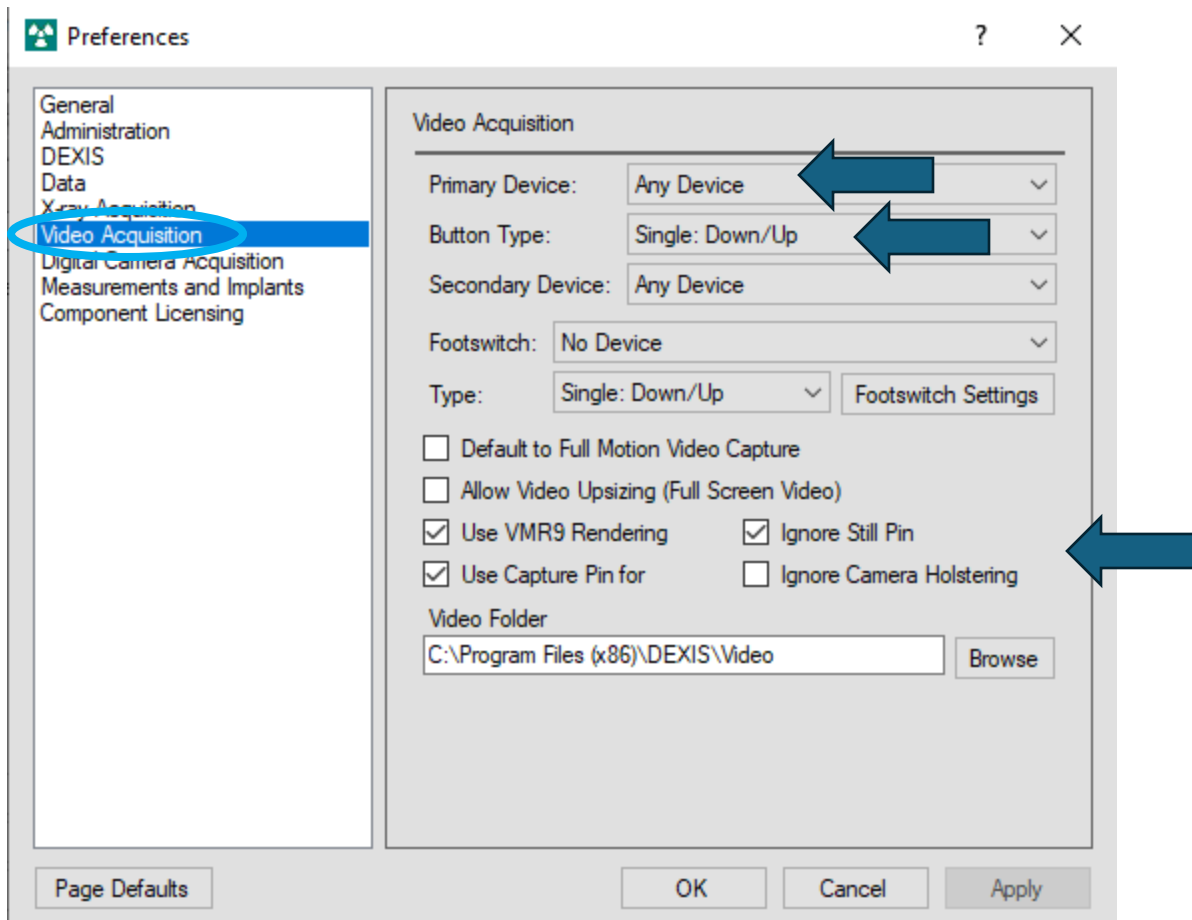 Preferences
?
General
Administration
DEXIS
Data
X-ray Acquisition
Video Acquisition
Digital Camera Acquisition
Measurements and Implants
Component Licensing
Video Acquisition
Primary Device: Any Device
Button Type: Single: Down/Up
Secondary Device: Any Device
Footswitch: No Device
Type: Single: Down/Up Footswitch Settings
Default to Full Motion Video Capture
Allow Video Upsizing (Full Screen Video)
Use VMR9 Rendering Ignore Still Pin
Use Capture Pin for Ignore Camera Holstering
Video Folder
C:\Program Files (x86)\DEXIS\Video Browse
Page Defaults OK Cancel Apply